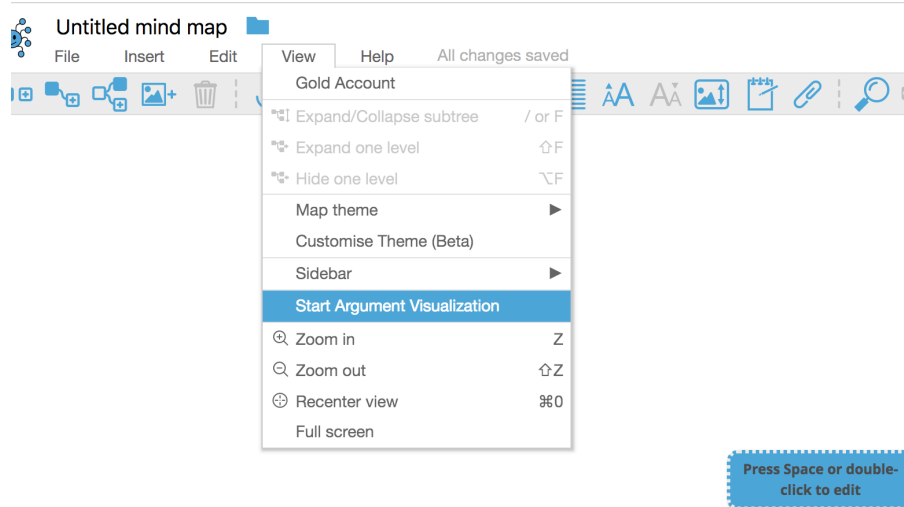 Untitled mind map
File Insert Edit View Help All changes saved
Gold Account
Expand/Collapse subtree / or F
Expand one level ⇧F
Hide one level ⌥F
Map theme ▶
Customise Theme (Beta)
Sidebar ▶
Start Argument Visualization
Zoom in Z
Zoom out ⇧Z
Recenter view ⌘0
Full screen
Press Space or double-
click to edit